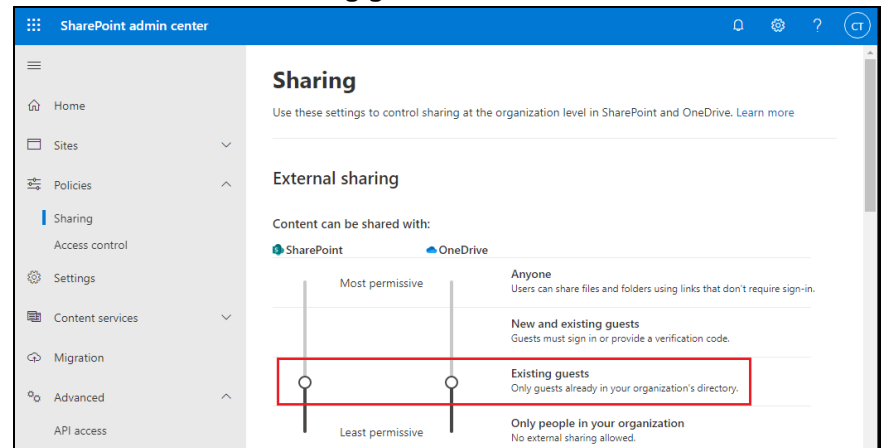 SharePoint admin center
?
CT
Home
Sites
Policies
Sharing
Access control
Settings
Content services
Migration
Advanced
API access
Sharing
Use these settings to control sharing at the organization level in SharePoint and OneDrive. Learn more
External sharing
Content can be shared with:
SharePoint
OneDrive
Most permissive
Anyone
Users can share files and folders using links that don't require sign-in.
New and existing guests
Guests must sign in or provide a verification code.
Existing guests
Only guests already in your organization's directory.
Least permissive
Only people in your organization
No external sharing allowed.